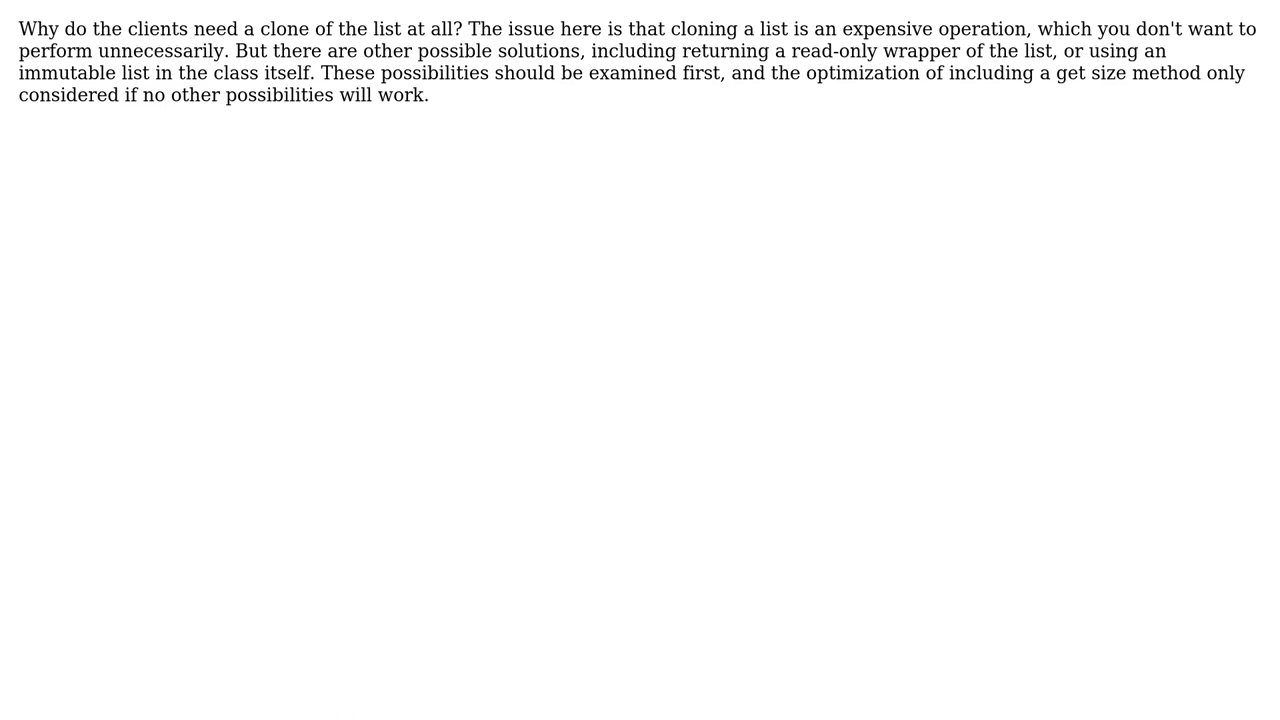 Why do the clients need a clone of the list at all? The issue here is that cloning a list is an expensive operation, which you don't want to
perform unnecessarily. But there are other possible solutions, including returning a read-only wrapper of the list, or using an
immutable list in the class itself. These possibilities should be examined first, and the optimization of including a get size method only
considered if no other possibilities will work.